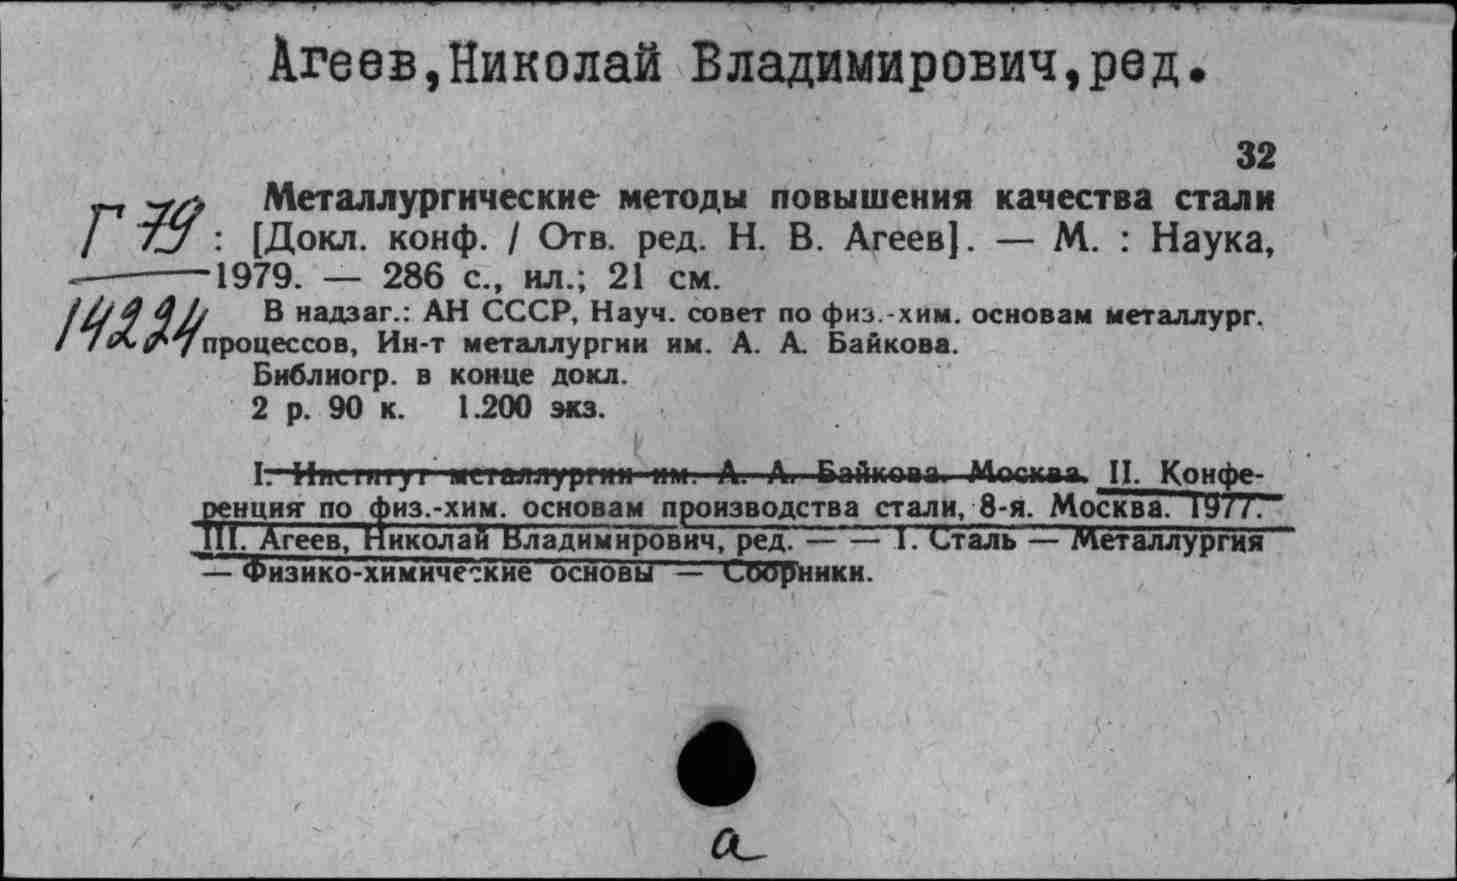 Агеев,Николай Владимирович,ред.
32
Металлургические методы повышения качества стали
Г 79 : [Докл. конф. / Отв. ред. Н. В. Агеев]. — М. : Наука,
1979. — 286 с., ил.; 21 см.
14224
В надзаг.: АН СССР, Науч. совет по физ.-хим. основам металлург.
процессов, Ин-т металлургии им. А. А. Байкова.
Библиогр. в конце докл.
2 р. 90 к. 1.200 экз.
I. Институт металлургии им. А. А. Байкова. Москва. II. Конфе-
ренция по физ.-хим. основам производства стали, 8-я. Москва. 1977.
III. Агеев, Николай Владимирович, ред. — — 1. Сталь — Металлургия
— Физико-химические основы — Сборники.
а